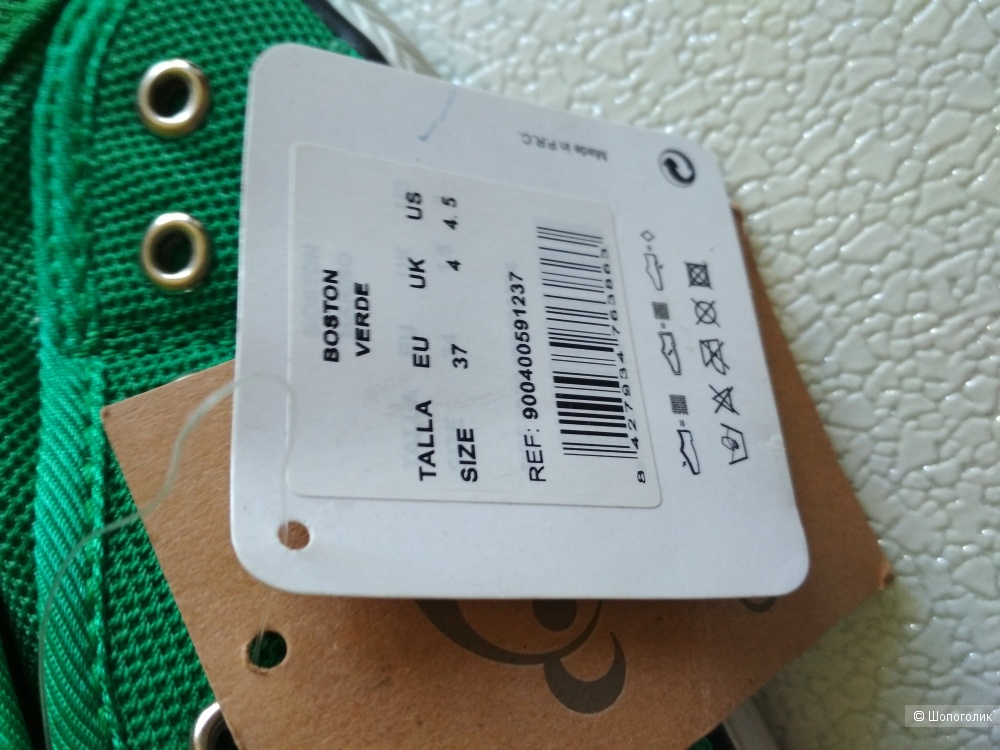 Made in P.R.C.
BOSTON
VERDE
TALLA EU UK US
SIZE 37 4 4.5
REF: 900400591237
8 427934 763863
© Шопоголик